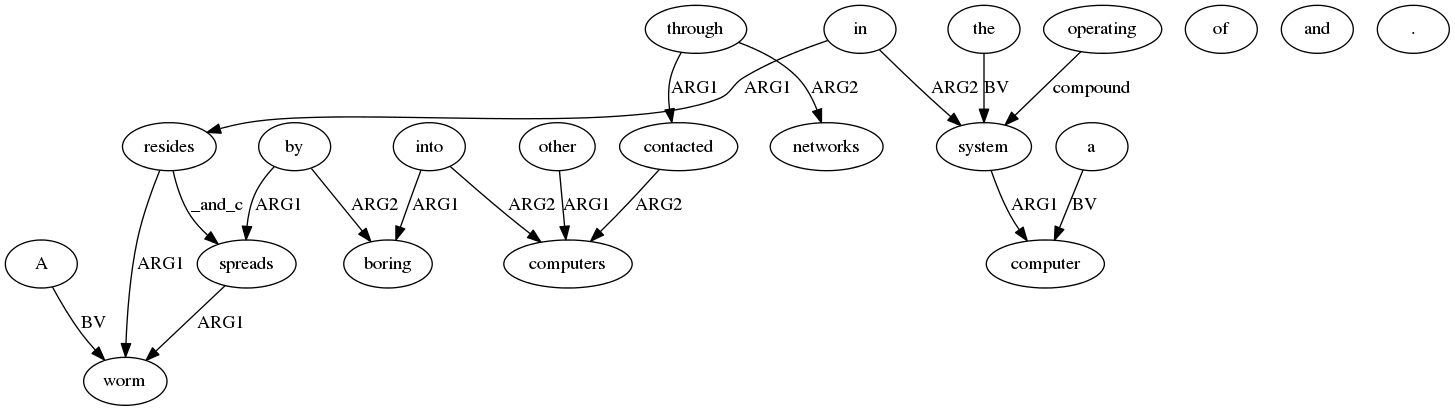 through in the operating of and .
ARG1 ARG2 ARG1 ARG2 BV compound
resides by into other contacted networks system a
_and_c ARG1 ARG2 ARG1 ARG2 ARG1 ARG2 ARG1 BV
A ARG1 spreads boring computers computer
BV ARG1
worm